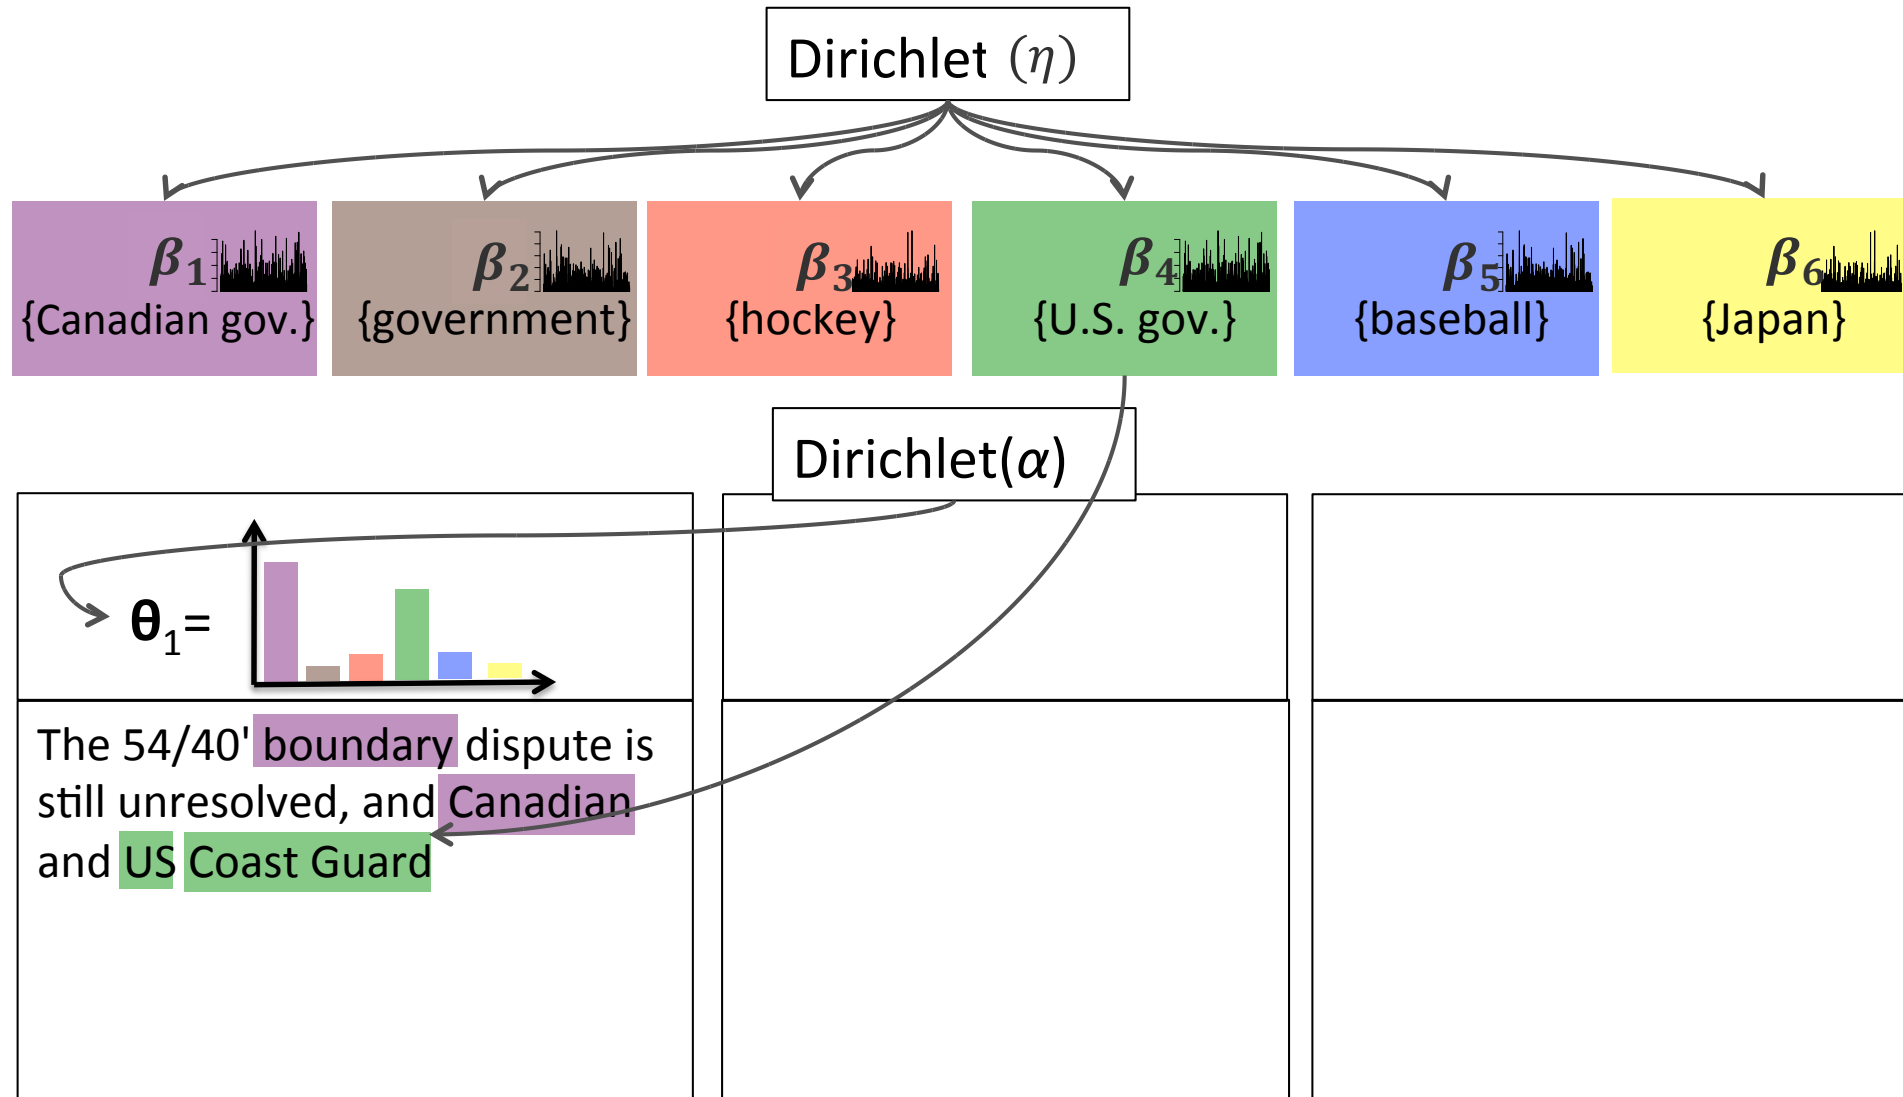 Dirichlet (η)
β1 β2 β3 β4 β5 β6
{Canadian gov.} {government} {hockey} {U.S. gov.} {baseball} {Japan}
Dirichlet(α)
θ1=
The 54/40' boundary dispute is
still unresolved, and Canadian
and US Coast Guard